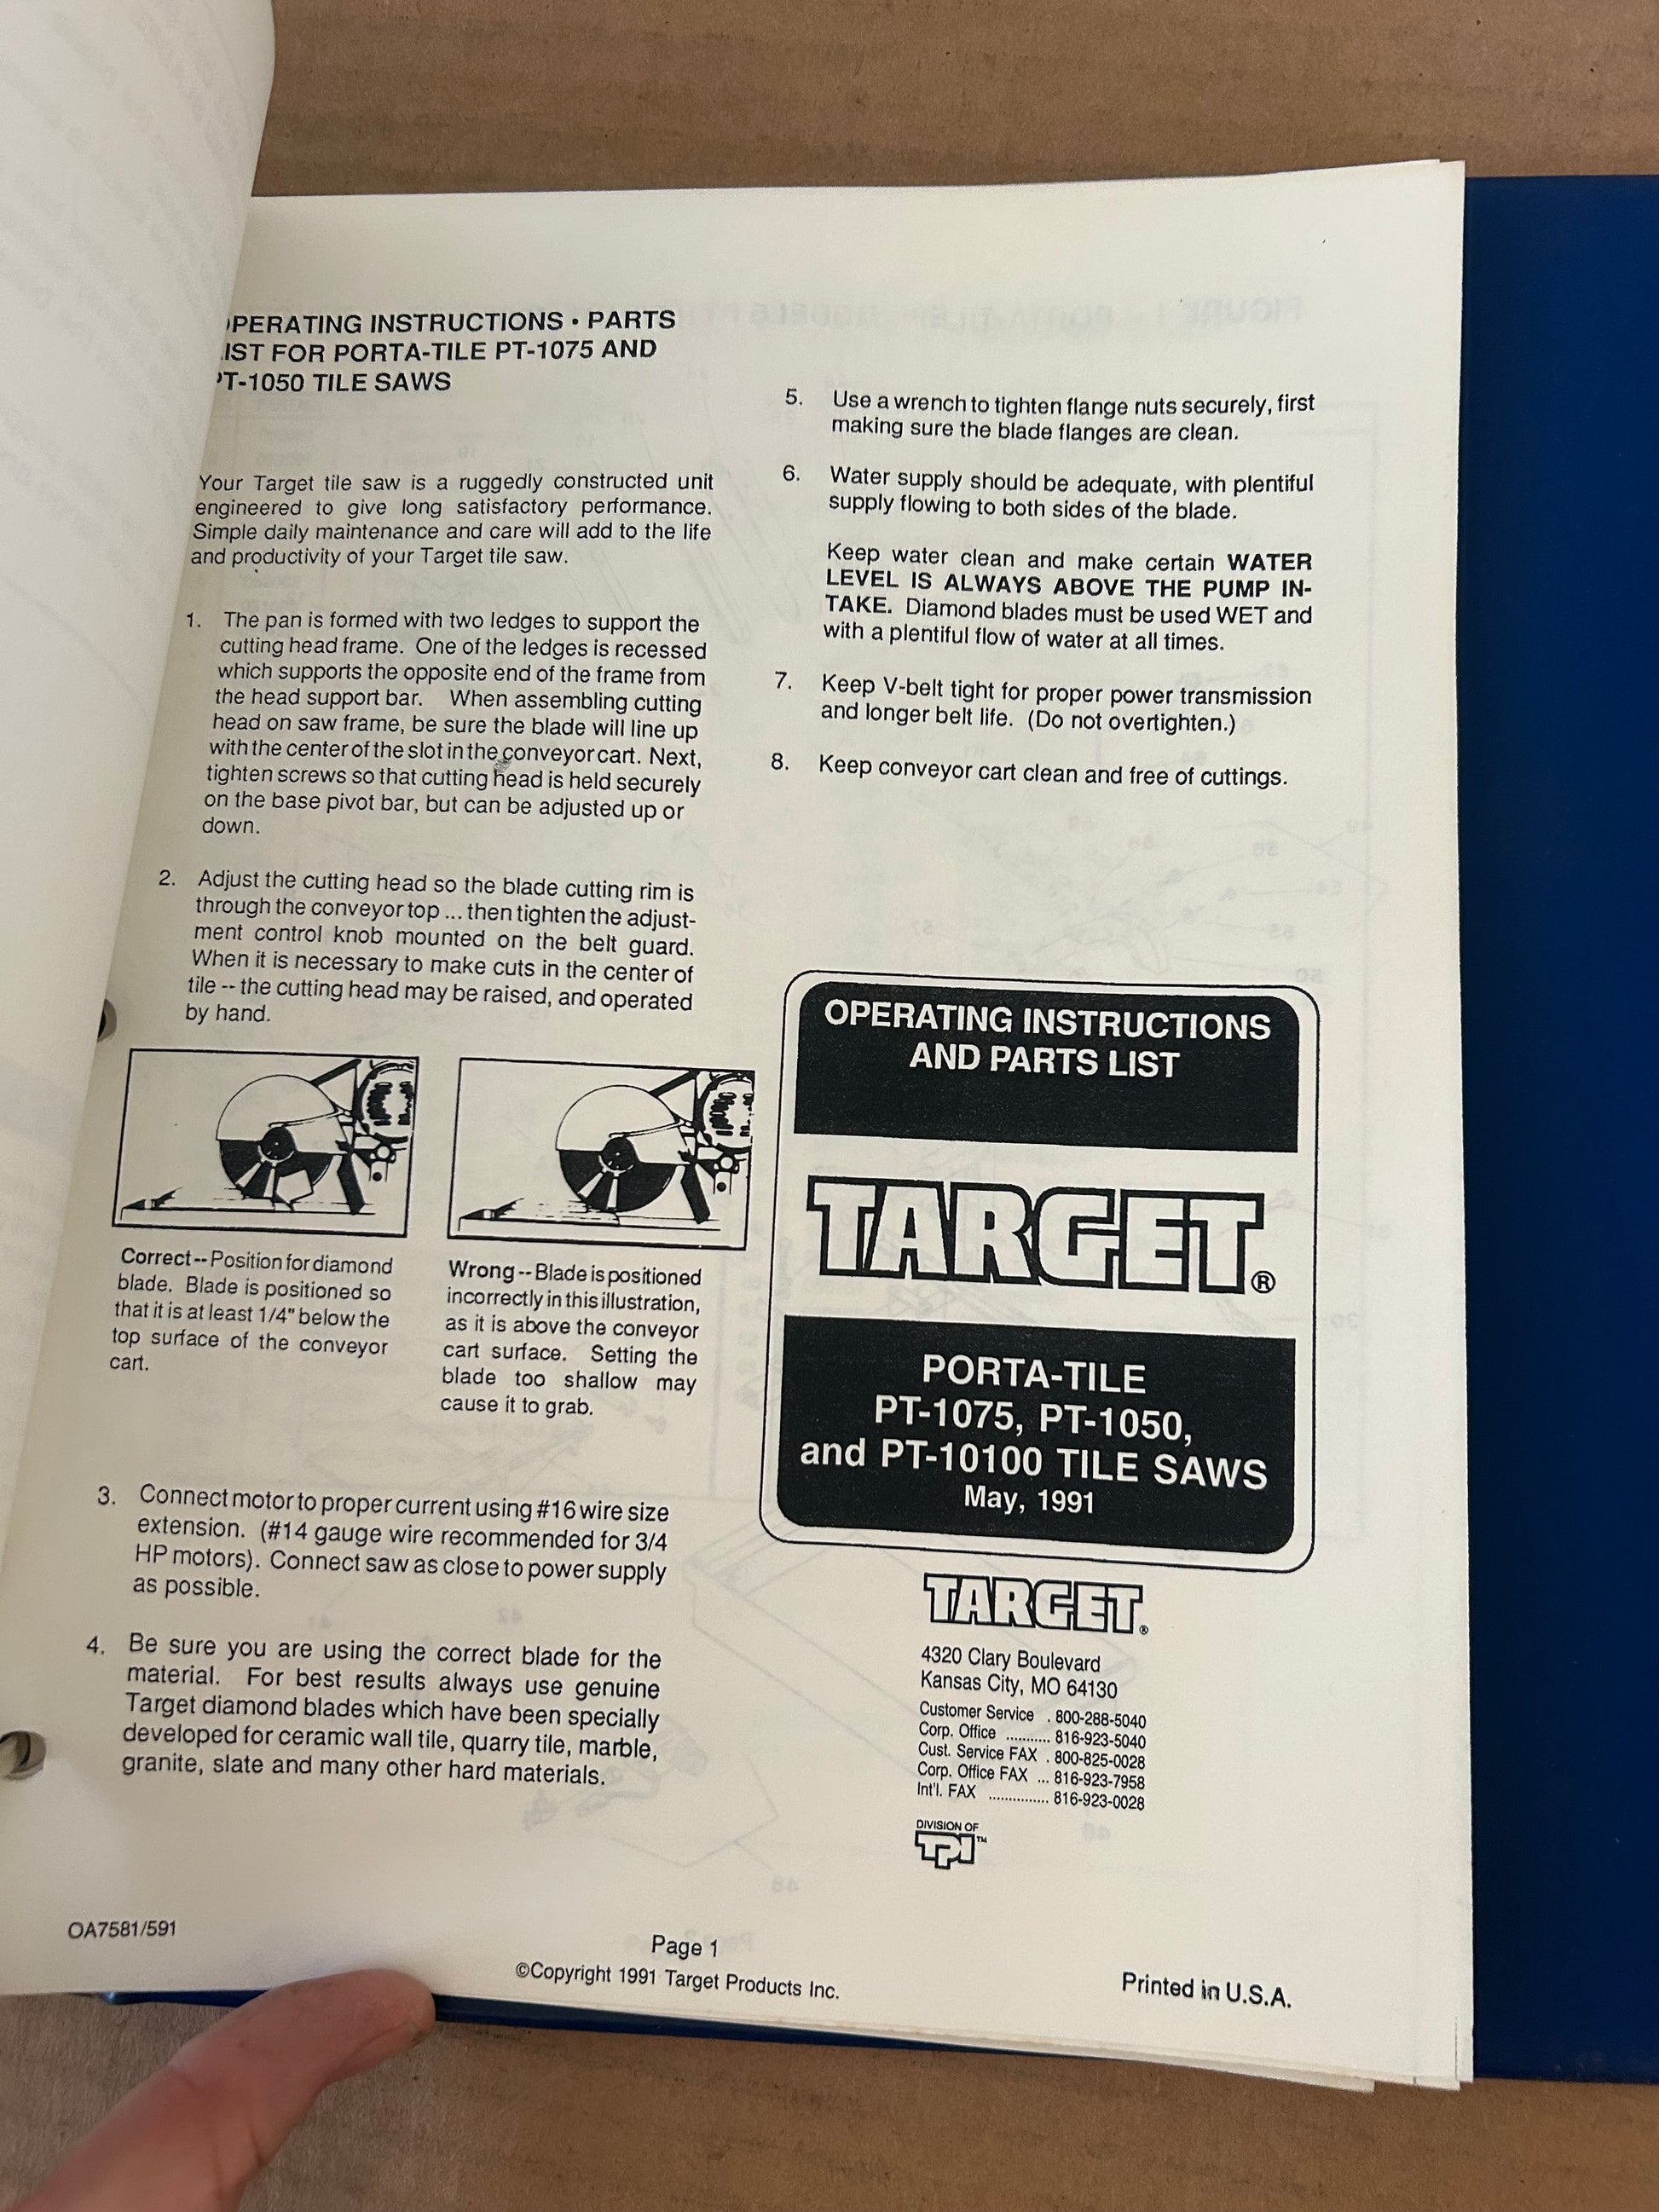 PERATING INSTRUCTIONS • PARTS
IST FOR PORTA-TILE PT-1075 AND
PT-1050 TILE SAWS
Your Target tile saw is a ruggedly constructed unit
engineered to give long satisfactory performance.
Simple daily maintenance and care will add to the life
and productivity of your Target tile saw.
1. The pan is formed with two ledges to support the
cutting head frame. One of the ledges is recessed
which supports the opposite end of the frame from
the head support bar. When assembling cutting
head on saw frame, be sure the blade will line up
with the center of the slot in the conveyor cart. Next,
tighten screws so that cutting head is held securely
on the base pivot bar, but can be adjusted up or
down.
2. Adjust the cutting head so the blade cutting rim is
through the conveyor top ... then tighten the adjust-
ment control knob mounted on the belt guard.
When it is necessary to make cuts in the center of
tile -- the cutting head may be raised, and operated
by hand.
Correct -- Position for diamond
blade. Blade is positioned so
that it is at least 1/4" below the
top surface of the conveyor
cart.
Wrong -- Blade is positioned
incorrectly in this illustration,
as it is above the conveyor
cart surface. Setting the
blade too shallow may
cause it to grab.
3. Connect motor to proper current using #16 wire size
extension. (#14 gauge wire recommended for 3/4
HP motors). Connect saw as close to power supply
as possible.
4. Be sure you are using the correct blade for the
material. For best results always use genuine
Target diamond blades which have been specially
developed for ceramic wall tile, quarry tile, marble,
granite, slate and many other hard materials.
5. Use a wrench to tighten flange nuts securely, first
making sure the blade flanges are clean.
6. Water supply should be adequate, with plentiful
supply flowing to both sides of the blade.
Keep water clean and make certain WATER
LEVEL IS ALWAYS ABOVE THE PUMP IN-
TAKE. Diamond blades must be used WET and
with a plentiful flow of water at all times.
7. Keep V-belt tight for proper power transmission
and longer belt life. (Do not overtighten.)
8. Keep conveyor cart clean and free of cuttings.
OPERATING INSTRUCTIONS
AND PARTS LIST
TARGET®
PORTA-TILE
PT-1075, PT-1050,
and PT-10100 TILE SAWS
May, 1991
TARGET®
4320 Clary Boulevard
Kansas City, MO 64130
Customer Service . 800-288-5040
Corp. Office ........... 816-923-5040
Cust. Service FAX . 800-825-0028
Corp. Office FAX ... 816-923-7958
Int'l. FAX ............... 816-923-0028
DIVISION OF
TPI™
OA7581/591
Page 1
©Copyright 1991 Target Products Inc.
Printed in U.S.A.